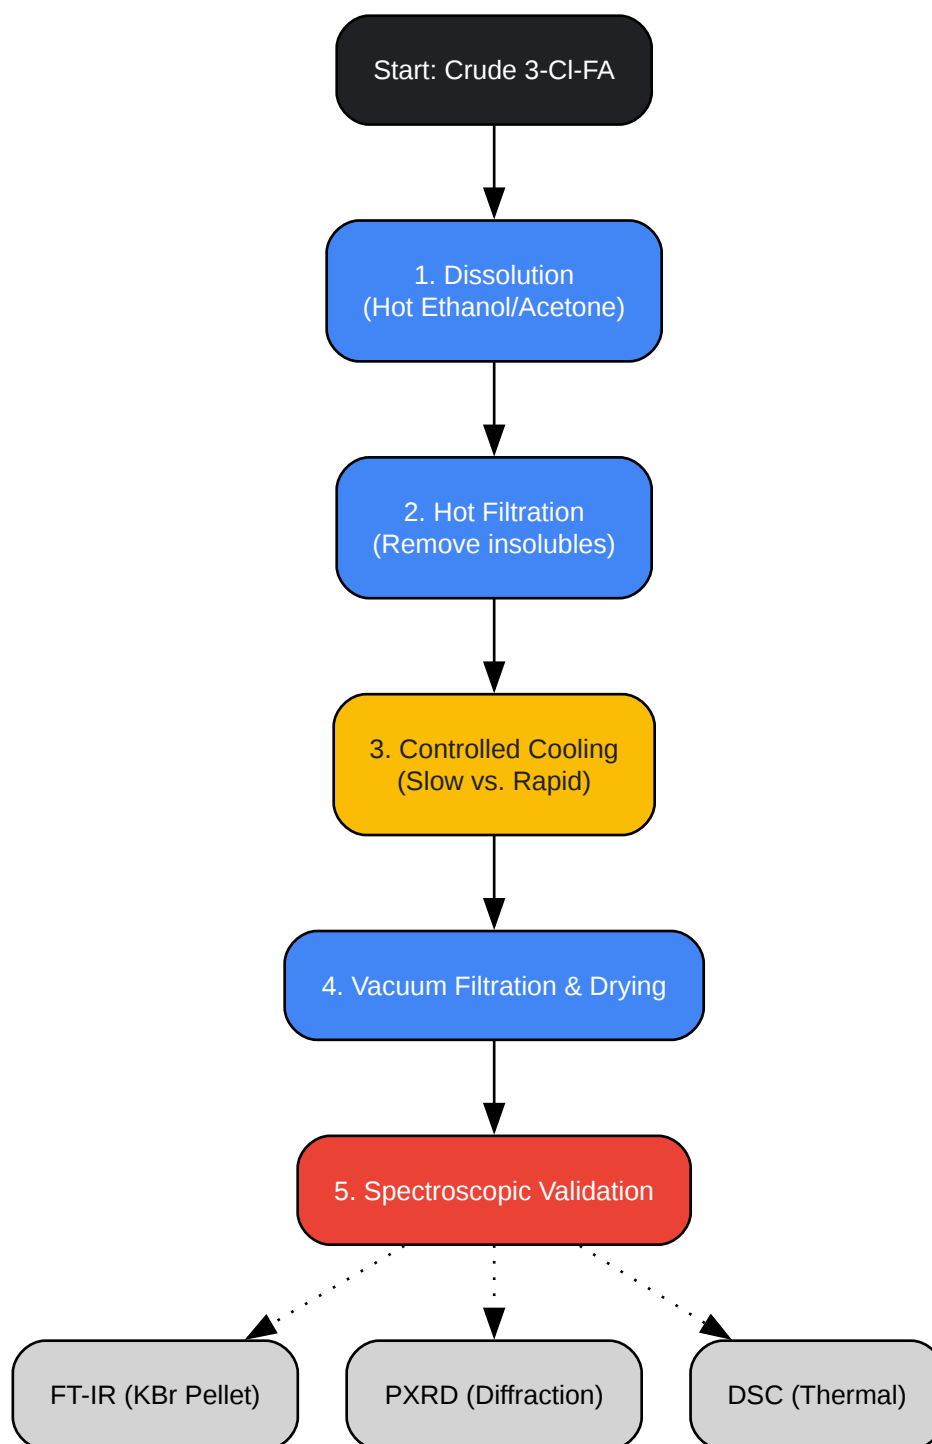 Start: Crude 3-Cl-FA
1. Dissolution
(Hot Ethanol/Acetone)
2. Hot Filtration
(Remove insolubles)
3. Controlled Cooling
(Slow vs. Rapid)
4. Vacuum Filtration & Drying
5. Spectroscopic Validation
FT-IR (KBr Pellet)
PXRD (Diffraction)
DSC (Thermal)